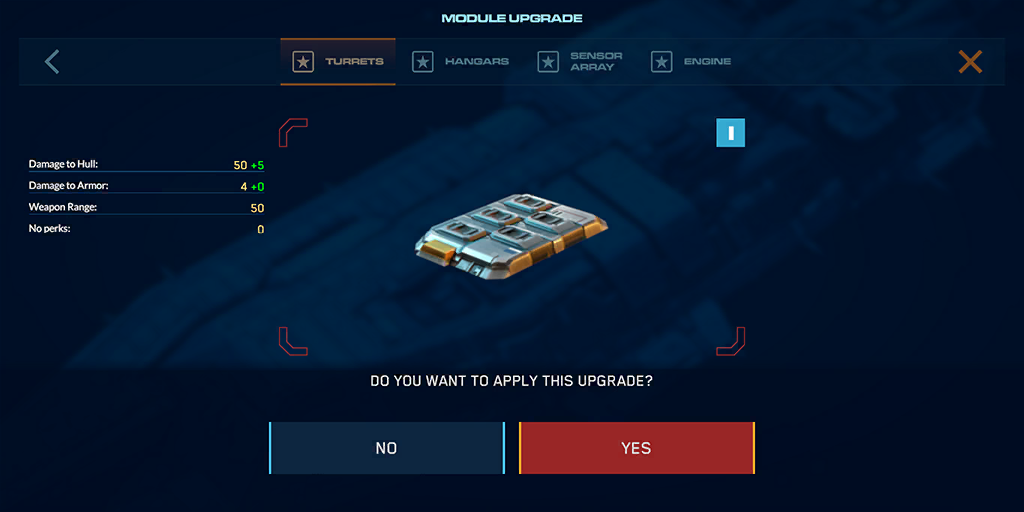 MODULE UPGRADE
TURRETS
HANGARS
SENSOR
ARRAY
ENGINE
I
Damage to Hull: 50 +5
Damage to Armor: 4 +0
Weapon Range: 50
No perks: 0
DO YOU WANT TO APPLY THIS UPGRADE?
NO
YES